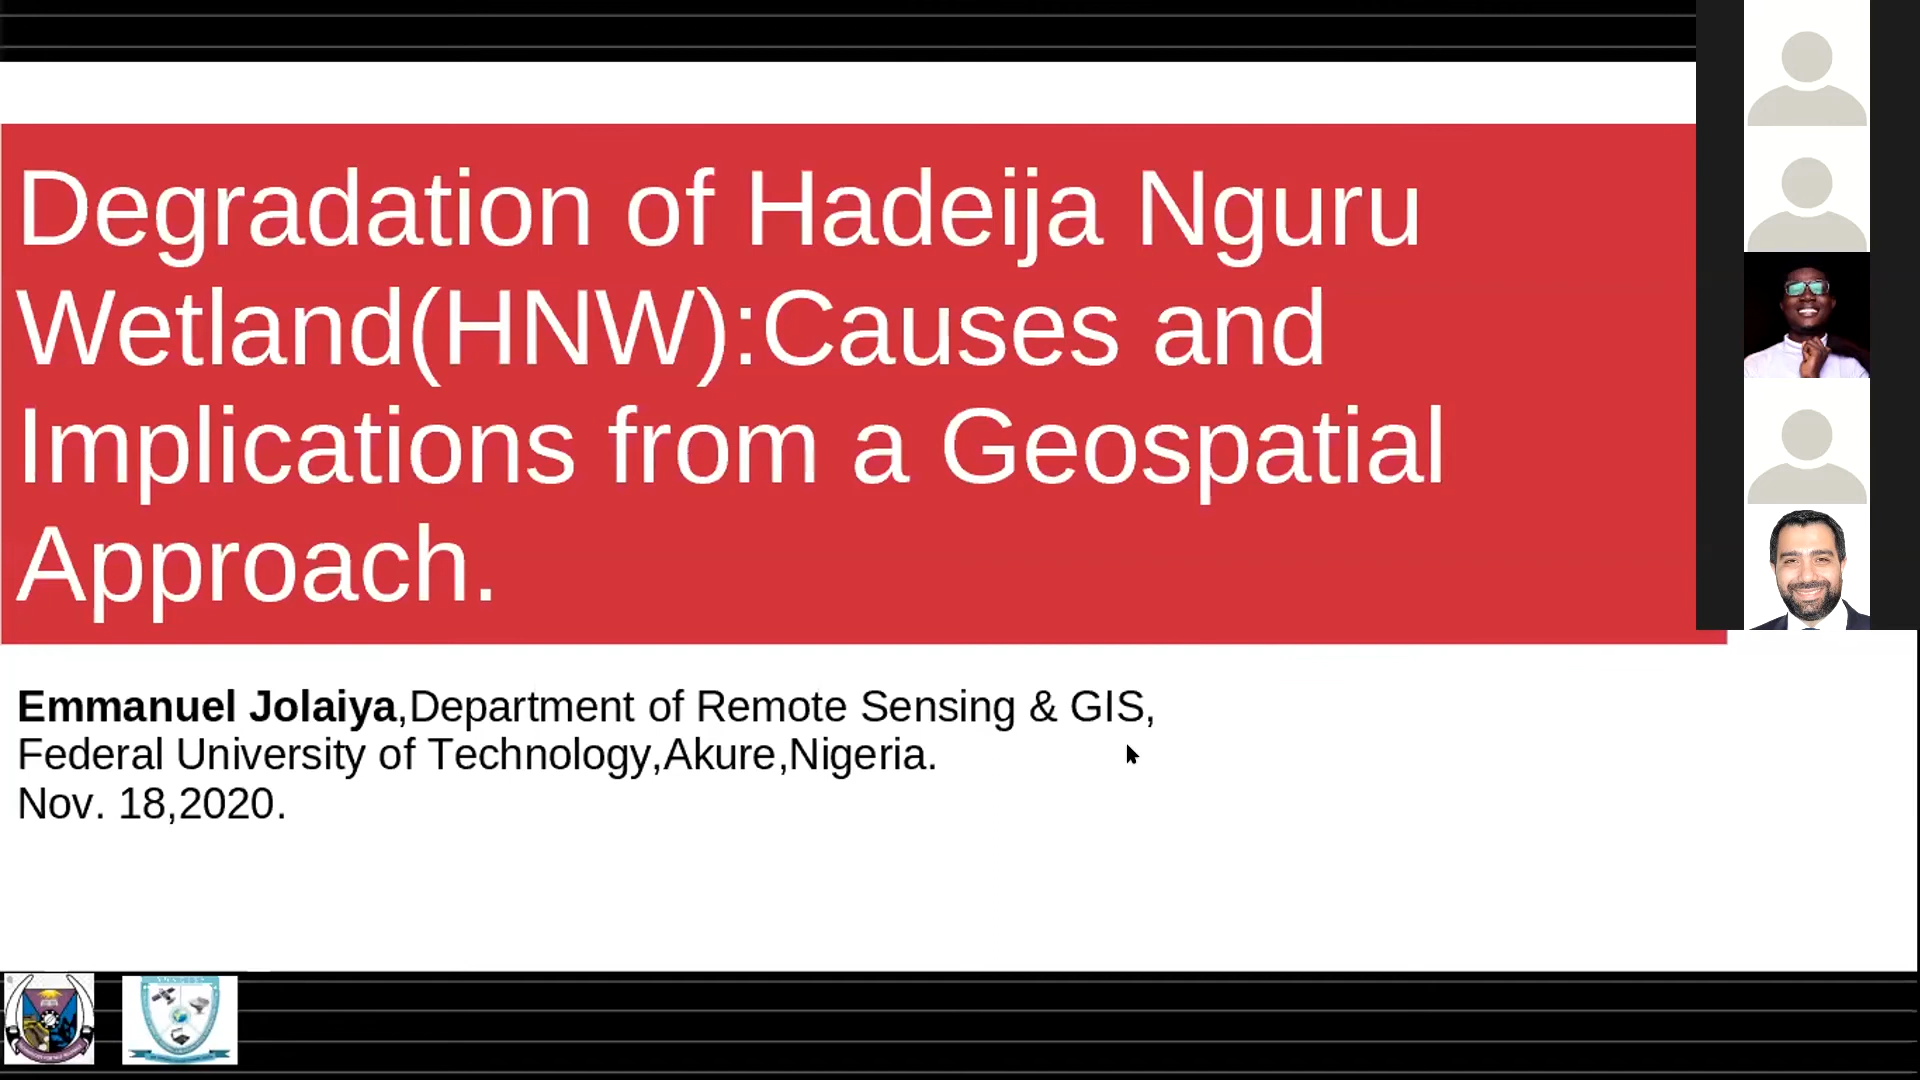 Degradation of Hadeija Nguru
Wetland(HNW):Causes and
Implications from a Geospatial
Approach.
Emmanuel Jolaiya,Department of Remote Sensing & GIS,
Federal University of Technology,Akure,Nigeria.
Nov. 18,2020.